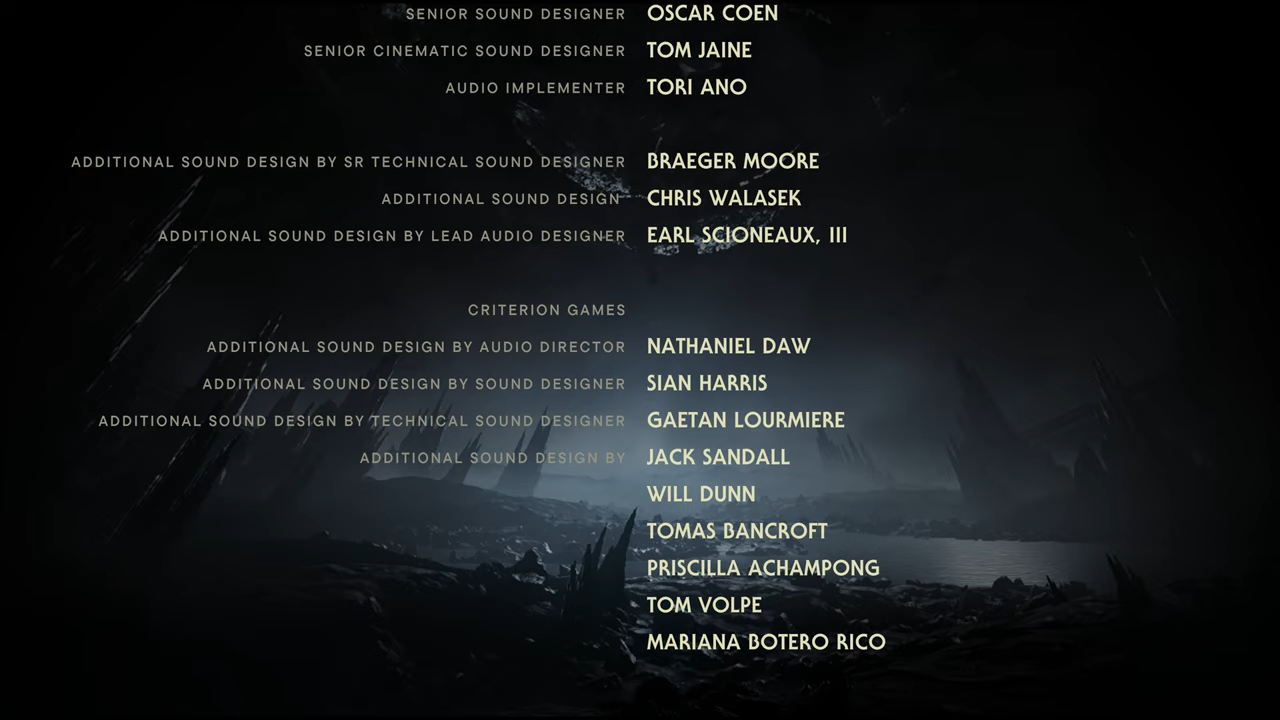 SENIOR SOUND DESIGNER OSCAR COEN
SENIOR CINEMATIC SOUND DESIGNER TOM JAINE
AUDIO IMPLEMENTER TORI ANO
ADDITIONAL SOUND DESIGN BY SR TECHNICAL SOUND DESIGNER BRAEGER MOORE
ADDITIONAL SOUND DESIGN CHRIS WALASEK
ADDITIONAL SOUND DESIGN BY LEAD AUDIO DESIGNER EARL SCIONEAUX, III
CRITERION GAMES
ADDITIONAL SOUND DESIGN BY AUDIO DIRECTOR NATHANIEL DAW
ADDITIONAL SOUND DESIGN BY SOUND DESIGNER SIAN HARRIS
ADDITIONAL SOUND DESIGN BY TECHNICAL SOUND DESIGNER GAETAN LOURMIERE
ADDITIONAL SOUND DESIGN BY JACK SANDALL
WILL DUNN
TOMAS BANCROFT
PRISCILLA ACHAMPONG
TOM VOLPE
MARIANA BOTERO RICO